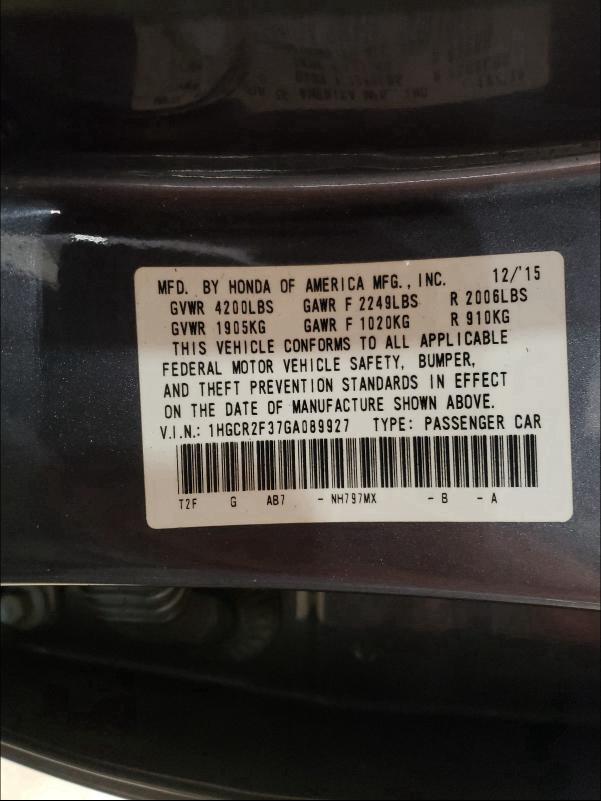 MFD. BY HONDA OF AMERICA MFG., INC. 12/'15
GVWR 4200LBS GAWR F 2249LBS R 2006LBS
GVWR 1905KG GAWR F 1020KG R 910KG
THIS VEHICLE CONFORMS TO ALL APPLICABLE
FEDERAL MOTOR VEHICLE SAFETY, BUMPER,
AND THEFT PREVENTION STANDARDS IN EFFECT
ON THE DATE OF MANUFACTURE SHOWN ABOVE.
V.I.N.: 1HGCR2F37GA089927 TYPE: PASSENGER CAR
T2F G AB7 - NH797MX - B - A